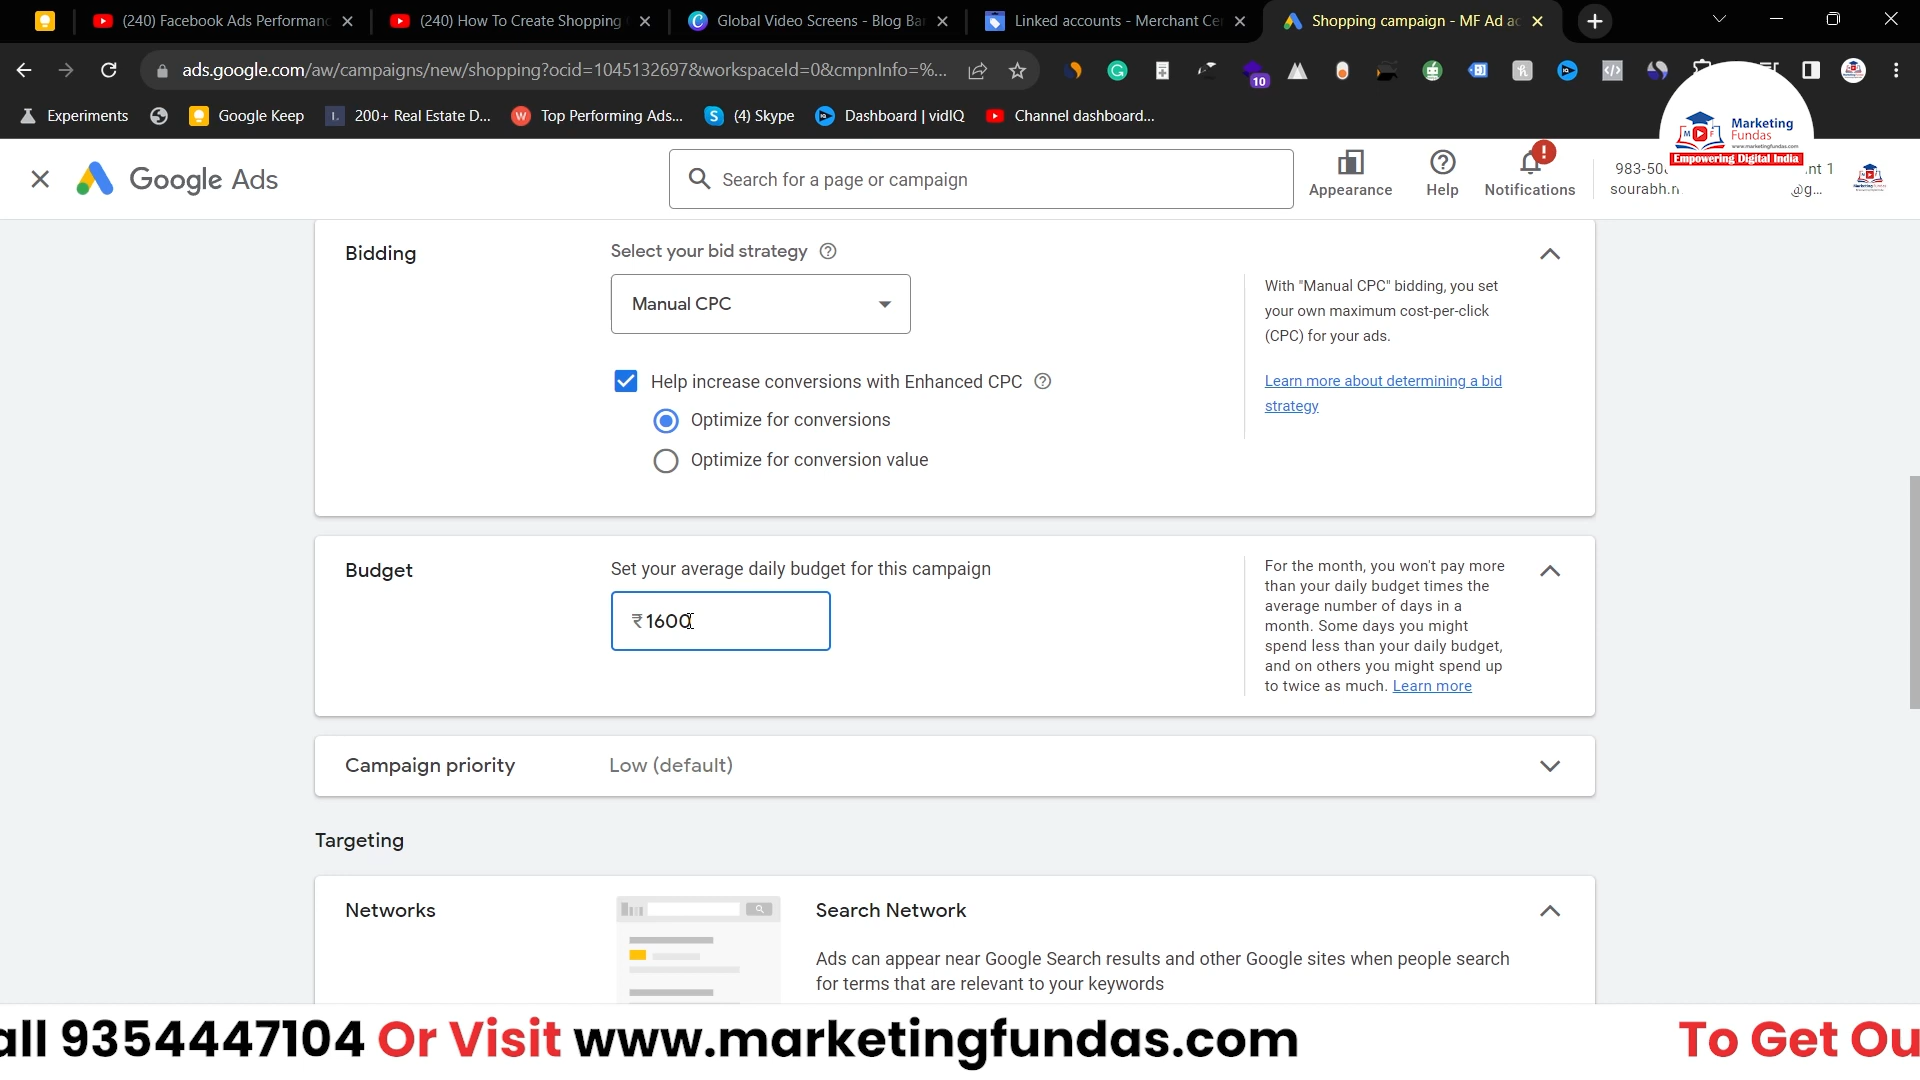 (240) Facebook Ads Performanc
(240) How To Create Shopping
Global Video Screens - Blog Ba
Linked accounts - Merchant Ce
Shopping campaign - MF Ad ac
ads.google.com/aw/campaigns/new/shopping?ocid=1045132697&workspaceId=0&cmpnInfo=%...
10
Experiments
Google Keep
200+ Real Estate D...
Top Performing Ads...
(4) Skype
Dashboard | vidIQ
Channel dashboard...
Marketing
Fundas
www.marketingfundas.com
Empowering Digital India
Google Ads
Search for a page or campaign
Appearance
Help
Notifications
983-50
nt 1
sourabh.n
@g...
Bidding
Select your bid strategy
Manual CPC
Help increase conversions with Enhanced CPC
Optimize for conversions
Optimize for conversion value
With "Manual CPC" bidding, you set
your own maximum cost-per-click
(CPC) for your ads.
Learn more about determining a bid
strategy
Budget
Set your average daily budget for this campaign
₹1600
For the month, you won't pay more
than your daily budget times the
average number of days in a
month. Some days you might
spend less than your daily budget,
and on others you might spend up
to twice as much. Learn more
Campaign priority
Low (default)
Targeting
Networks
Search Network
Ads can appear near Google Search results and other Google sites when people search
for terms that are relevant to your keywords
all 9354447104 Or Visit www.marketingfundas.com
To Get Ou